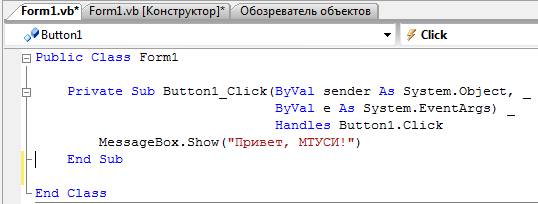 Form1.vb* Form1.vb [Конструктор]* Обозреватель объектов
Button1 Click
Public Class Form1
Private Sub Button1_Click(ByVal sender As System.Object, _
ByVal e As System.EventArgs) _
Handles Button1.Click
MessageBox.Show("Привет, МТУСИ!")
End Sub
End Class